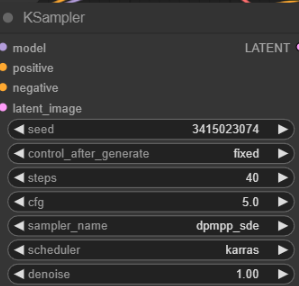 KSampler
model LATENT
positive
negative
latent_image
seed 3415023074
control_after_generate fixed
steps 40
cfg 5.0
sampler_name dpmpp_sde
scheduler karras
denoise 1.00